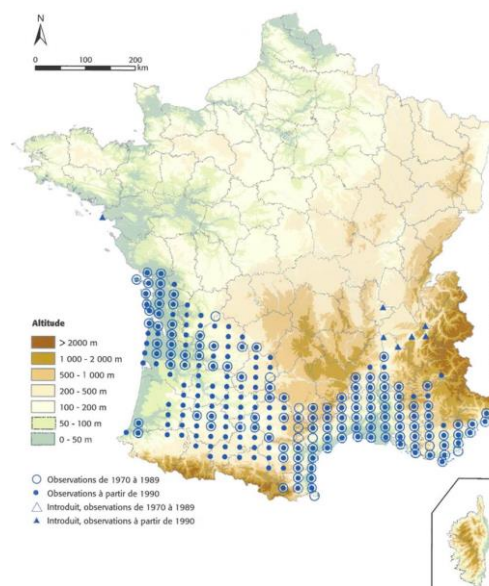 N
0 50 100 200
km
Altitude
> 2000 m
1 000 - 2 000 m
500 - 1 000 m
200 - 500 m
100 - 200 m
50 - 100 m
0 - 50 m
Observations de 1970 à 1989
Observations à partir de 1990
Introduit, observations de 1970 à 1989
Introduit, observations à partir de 1990